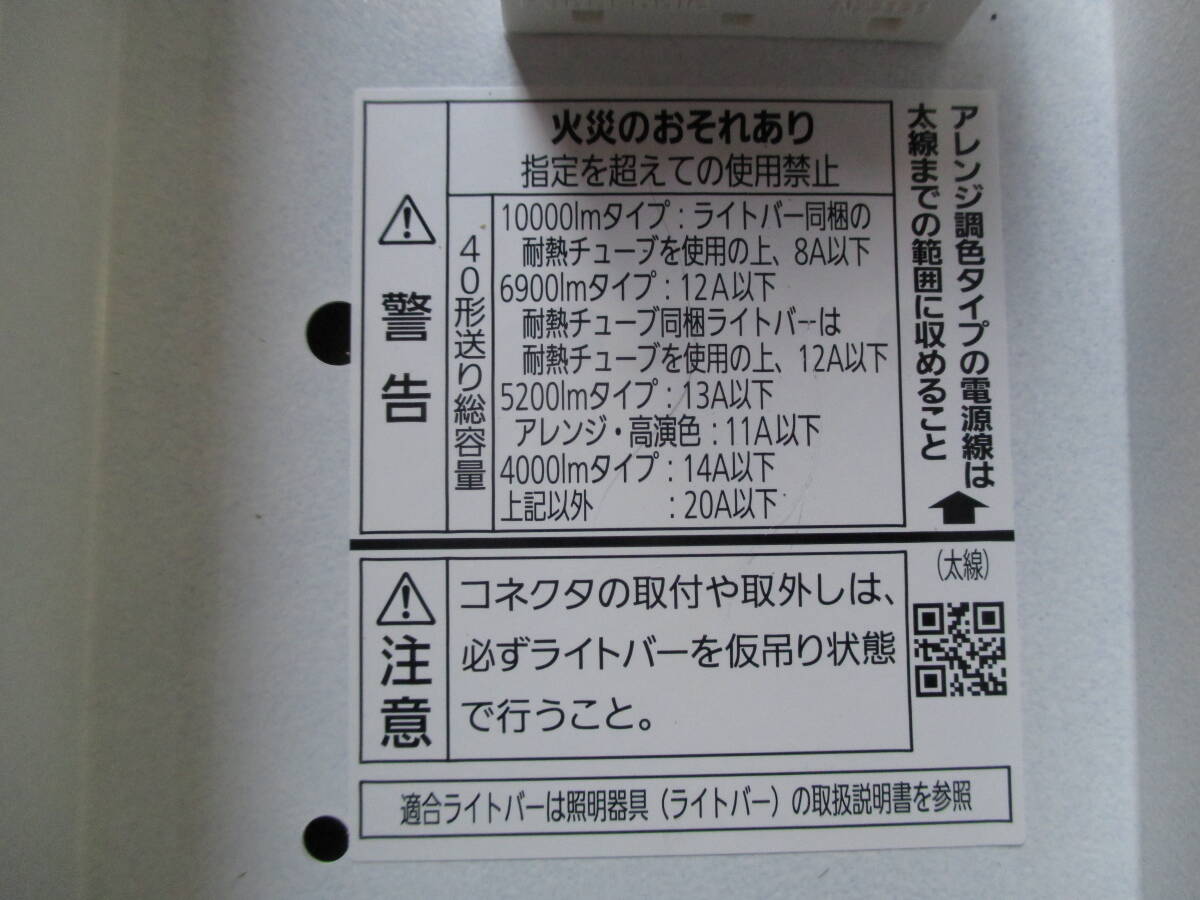 火災のおそれあり
指定を超えての使用禁止
警告
40形送り総容量
10000lmタイプ：ライトバー同梱の
耐熱チューブを使用の上、8A以下
6900lmタイプ：12A以下
耐熱チューブ同梱ライトバーは
耐熱チューブを使用の上、12A以下
5200lmタイプ：13A以下
アレンジ・高演色：11A以下
4000lmタイプ：14A以下
上記以外　　　：20A以下
アレンジ調色タイプの電源線は
太線までの範囲に収めること
（太線）
注意
コネクタの取付や取外しは、
必ずライトバーを仮吊り状態
で行うこと。
適合ライトバーは照明器具（ライトバー）の取扱説明書を参照